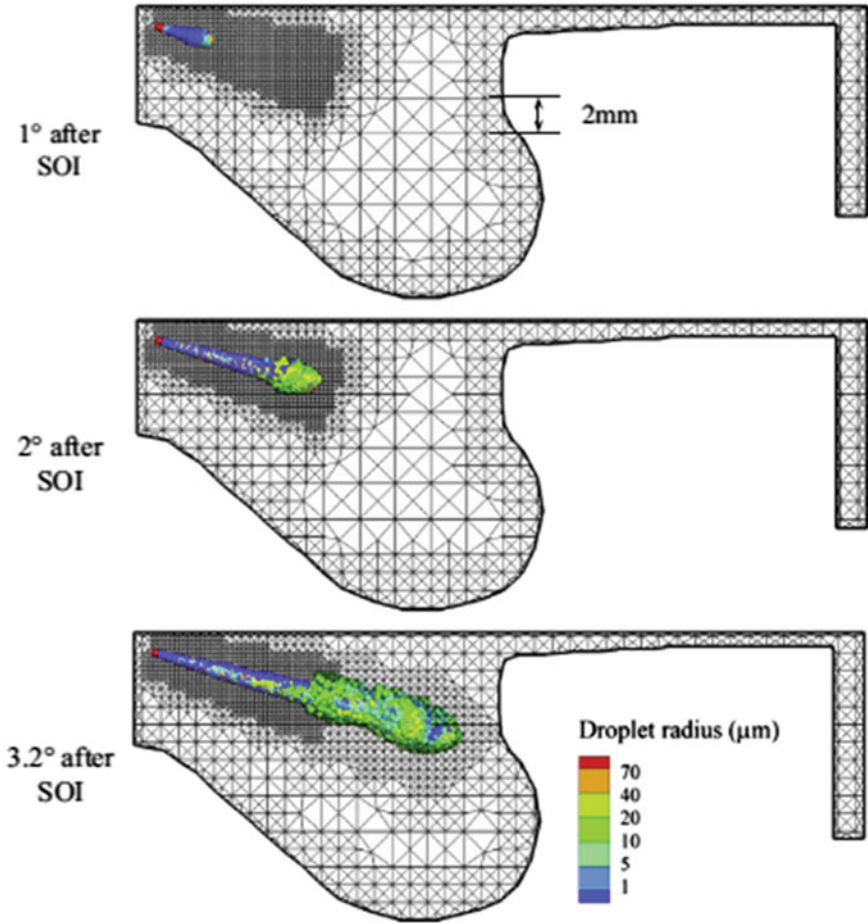 1° after
SOI
2mm
2° after
SOI
3.2° after
SOI
Droplet radius (µm)
70
40
20
10
5
1